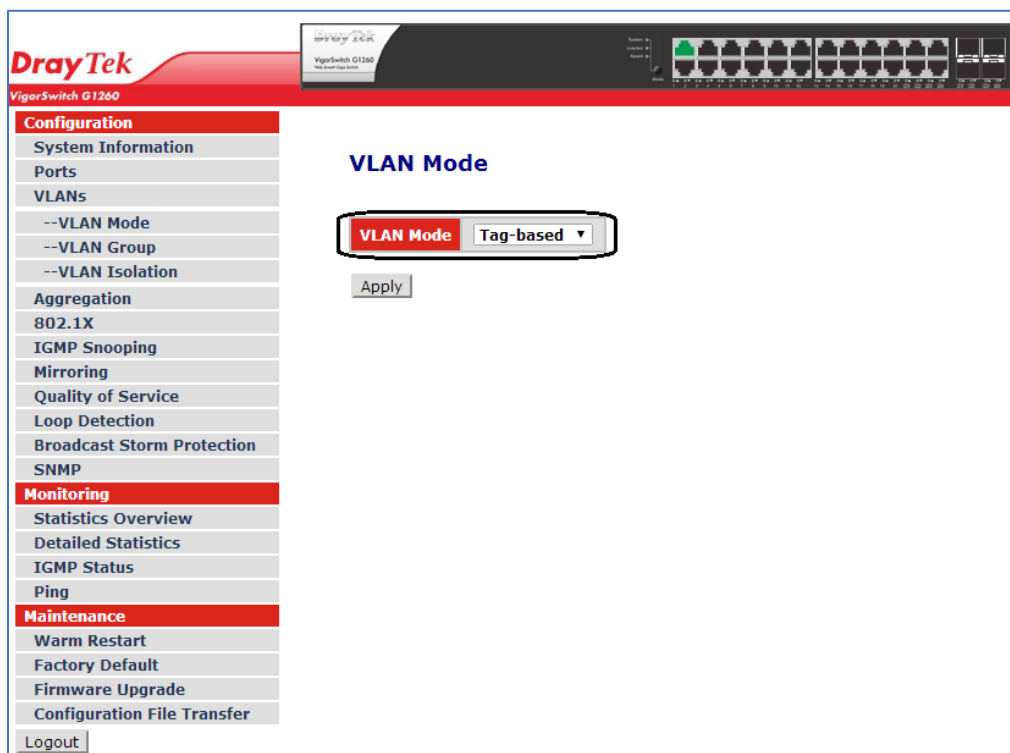 DrayTek
VigorSwitch G1260
DrayTek
VigorSwitch G1260
Configuration
System Information
Ports
VLANs
--VLAN Mode
--VLAN Group
--VLAN Isolation
Aggregation
802.1X
IGMP Snooping
Mirroring
Quality of Service
Loop Detection
Broadcast Storm Protection
SNMP
Monitoring
Statistics Overview
Detailed Statistics
IGMP Status
Ping
Maintenance
Warm Restart
Factory Default
Firmware Upgrade
Configuration File Transfer
Logout
VLAN Mode
VLAN Mode Tag-based
Apply